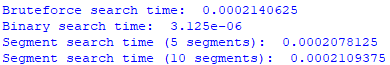 Bruteforce search time:  0.0002140625
Binary search time:  3.125e-06
Segment search time (5 segments):  0.0002078125
Segment search time (10 segments):  0.0002109375